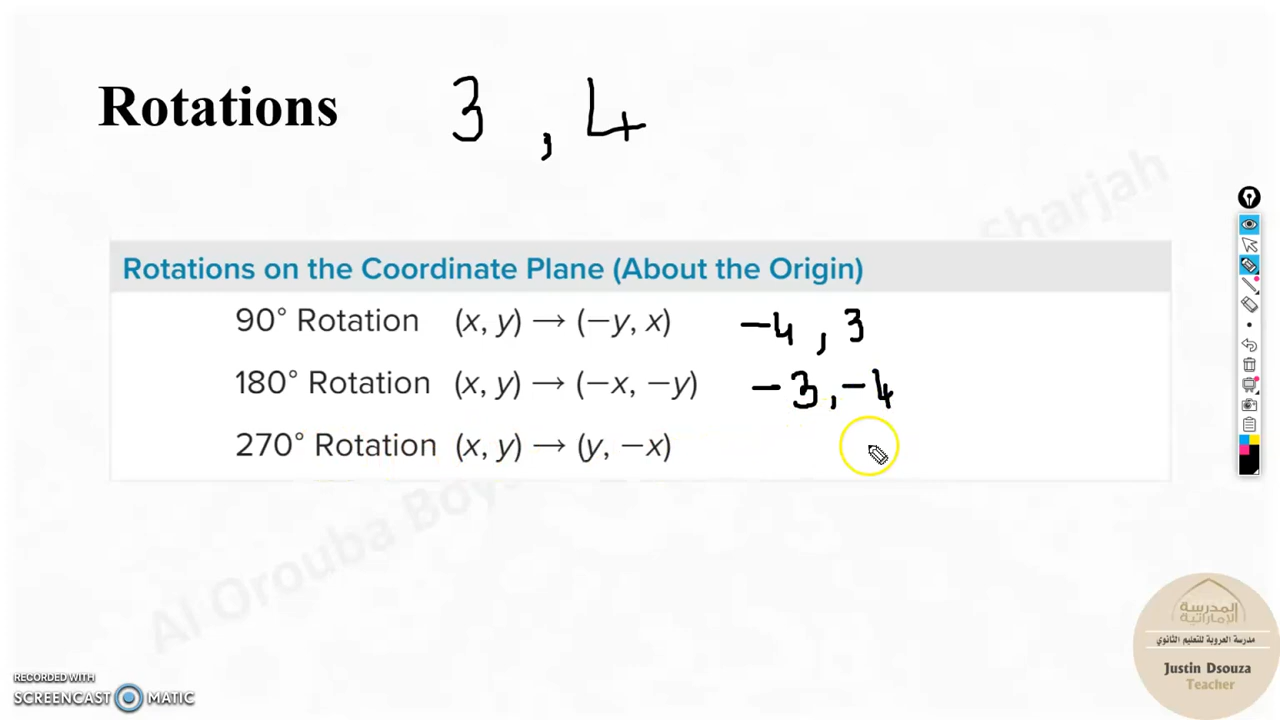 Rotations 3 , 4
Sharjah
Rotations on the Coordinate Plane (About the Origin)
90° Rotation (x, y) → (−y, x) −4 , 3
180° Rotation (x, y) → (−x, −y) −3 , −4
270° Rotation (x, y) → (y, −x)
Al Orouba Boys
المدرسة
الإماراتية
مدرسة العروبة للتعليم الثانوي
Justin Dsouza
Teacher
RECORDED WITH
SCREENCAST MATIC